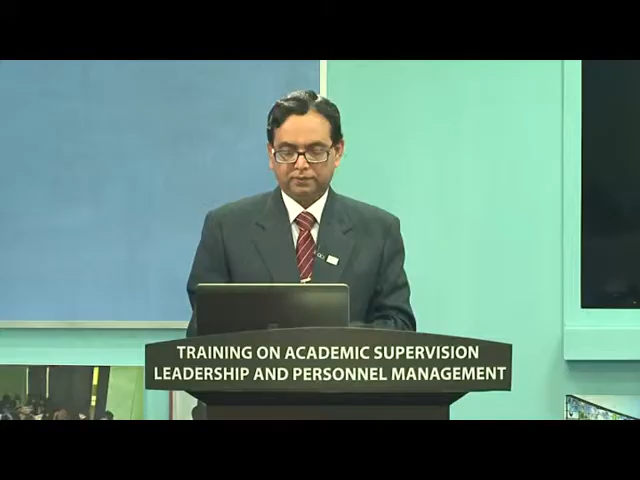 TRAINING ON ACADEMIC SUPERVISION
LEADERSHIP AND PERSONNEL MANAGEMENT